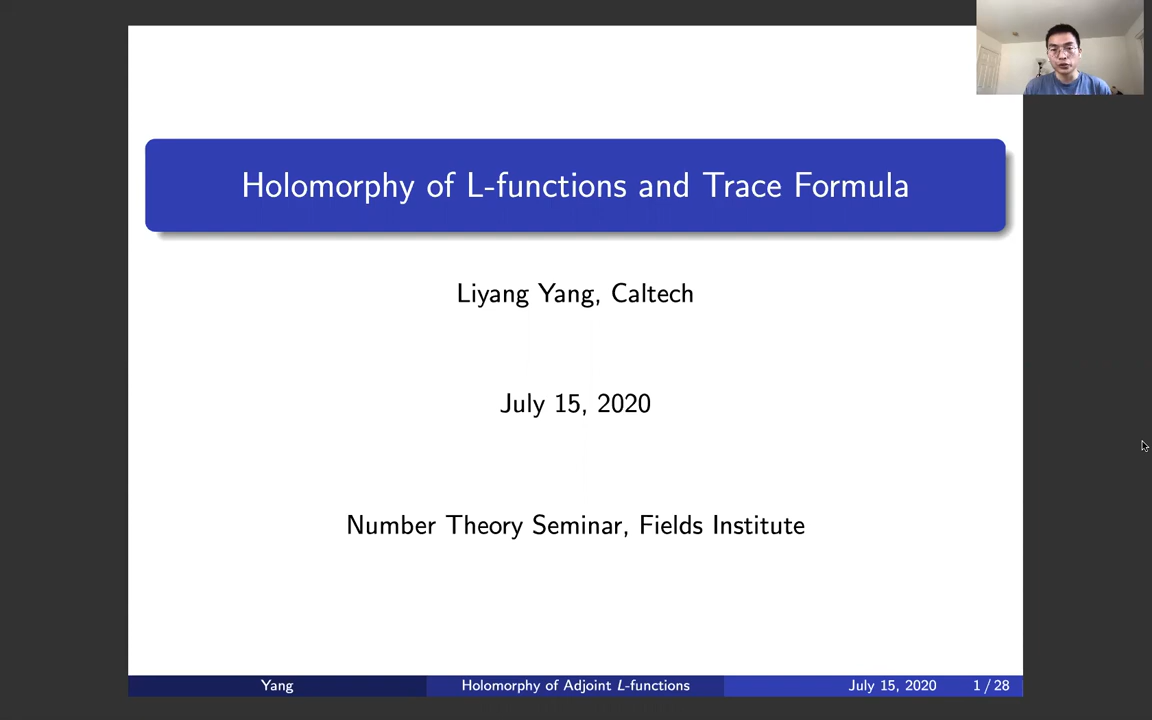 Holomorphy of L-functions and Trace Formula
Liyang Yang, Caltech
July 15, 2020
Number Theory Seminar, Fields Institute
Yang
Holomorphy of Adjoint L-functions
July 15, 2020
1 / 28